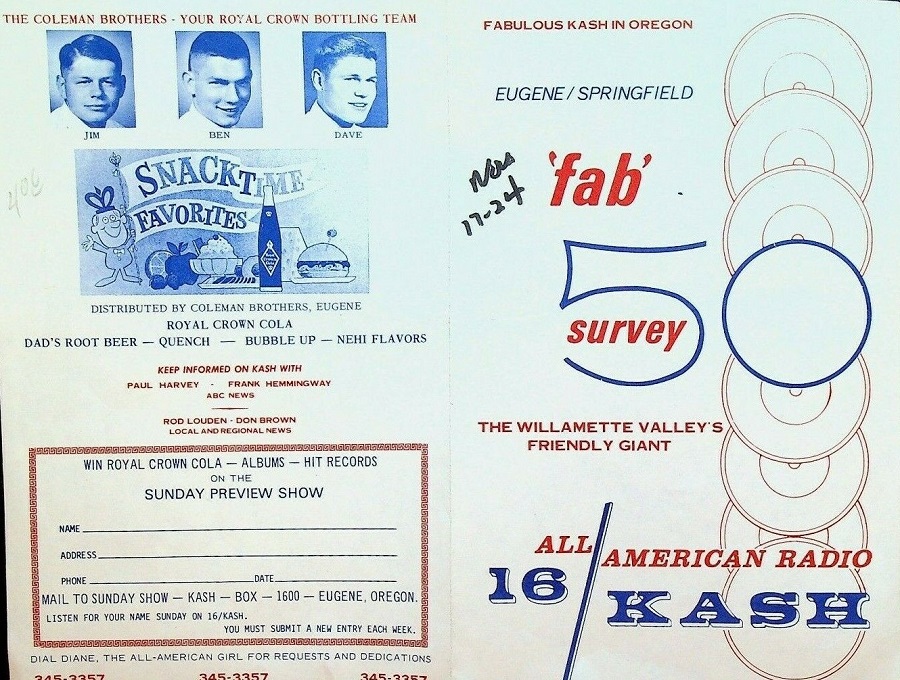 THE COLEMAN BROTHERS - YOUR ROYAL CROWN BOTTLING TEAM
JIM
BEN
DAVE
400
SNACKTIME
FAVORITES
DISTRIBUTED BY COLEMAN BROTHERS, EUGENE
ROYAL CROWN COLA
DAD'S ROOT BEER — QUENCH — BUBBLE UP — NEHI FLAVORS
KEEP INFORMED ON KASH WITH
PAUL HARVEY - FRANK HEMMINGWAY
ABC NEWS
ROD LOUDEN - DON BROWN
LOCAL AND REGIONAL NEWS
WIN ROYAL CROWN COLA — ALBUMS — HIT RECORDS
ON THE
SUNDAY PREVIEW SHOW
NAME
ADDRESS
PHONE DATE
MAIL TO SUNDAY SHOW — KASH — BOX — 1600 — EUGENE, OREGON.
LISTEN FOR YOUR NAME SUNDAY ON 16/KASH.
YOU MUST SUBMIT A NEW ENTRY EACH WEEK.
DIAL DIANE, THE ALL-AMERICAN GIRL FOR REQUESTS AND DEDICATIONS
345-3357 345-3357 345-3357
FABULOUS KASH IN OREGON
EUGENE/SPRINGFIELD
Nov
17-24
'fab'
50
survey
THE WILLAMETTE VALLEY'S
FRIENDLY GIANT
ALL/AMERICAN RADIO
16/KASH